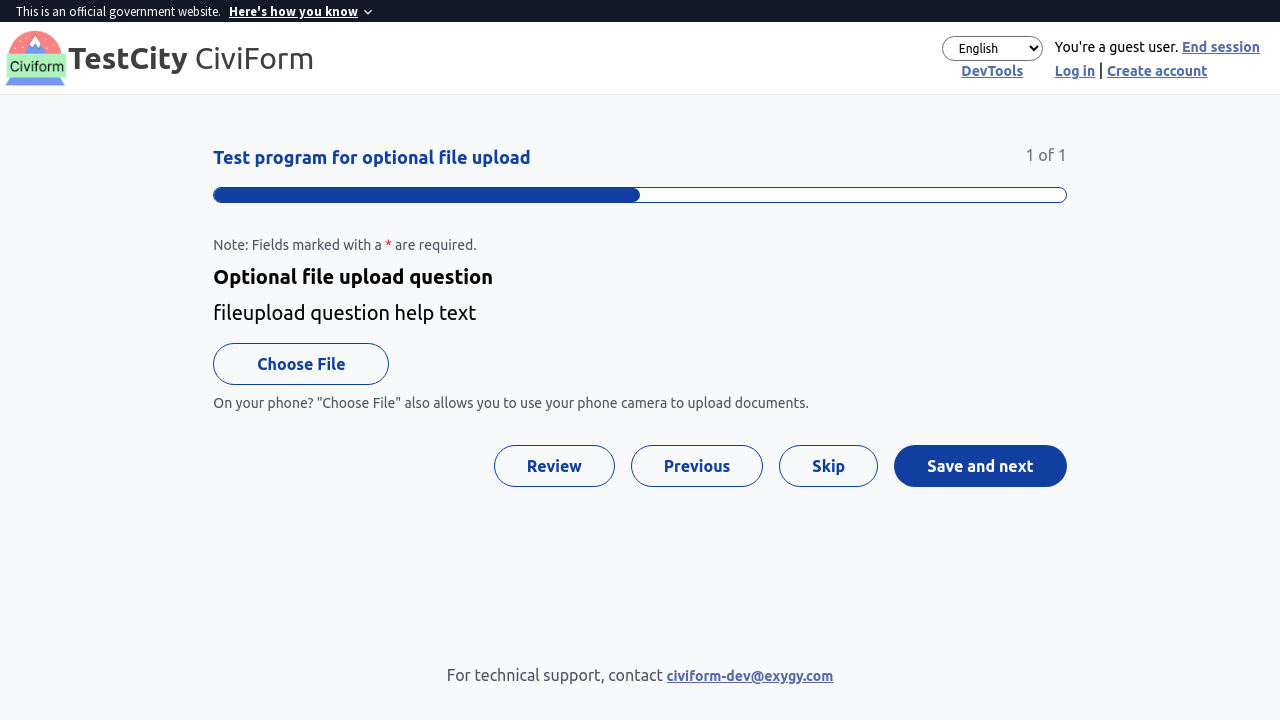 This is an official government website. Here's how you know
Civiform
TestCity CiviForm
English
You're a guest user. End session
DevTools
Log in | Create account
Test program for optional file upload
1 of 1
Note: Fields marked with a * are required.
Optional file upload question
fileupload question help text
Choose File
On your phone? "Choose File" also allows you to use your phone camera to upload documents.
Review
Previous
Skip
Save and next
For technical support, contact civiform-dev@exygy.com